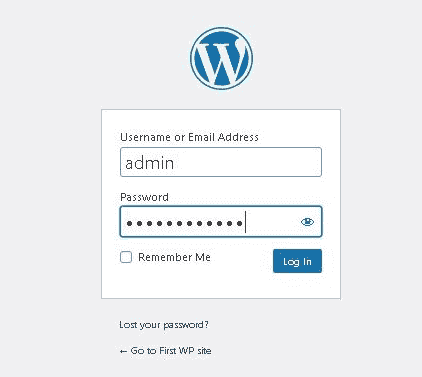 Username or Email Address
admin
Password
••••••••••••
Remember Me
Log In
Lost your password?
← Go to First WP site